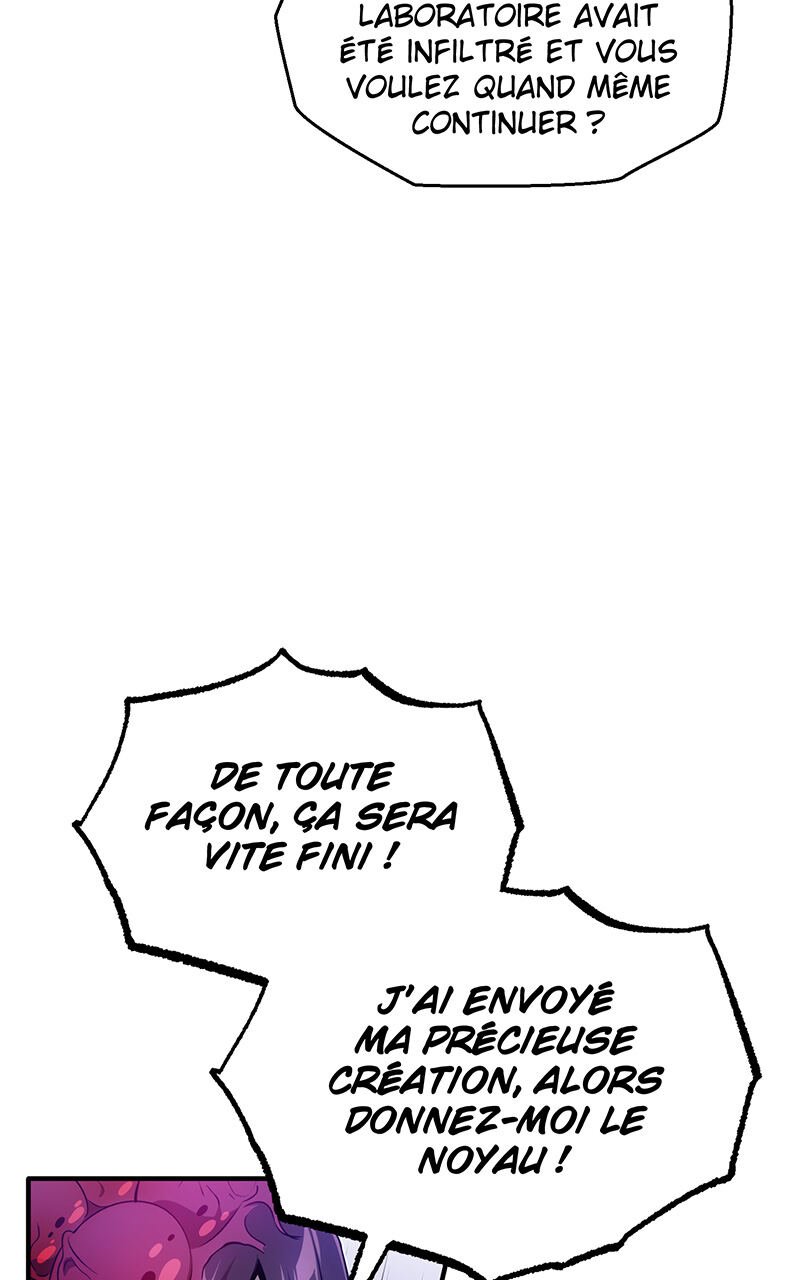 LABORATOIRE AVAIT
ÉTÉ INFILTRÉ ET VOUS
VOULEZ QUAND MÊME
CONTINUER ?
DE TOUTE
FAÇON, ÇA SERA
VITE FINI !
J'AI ENVOYÉ
MA PRÉCIEUSE
CRÉATION, ALORS
DONNEZ-MOI LE
NOYAU !